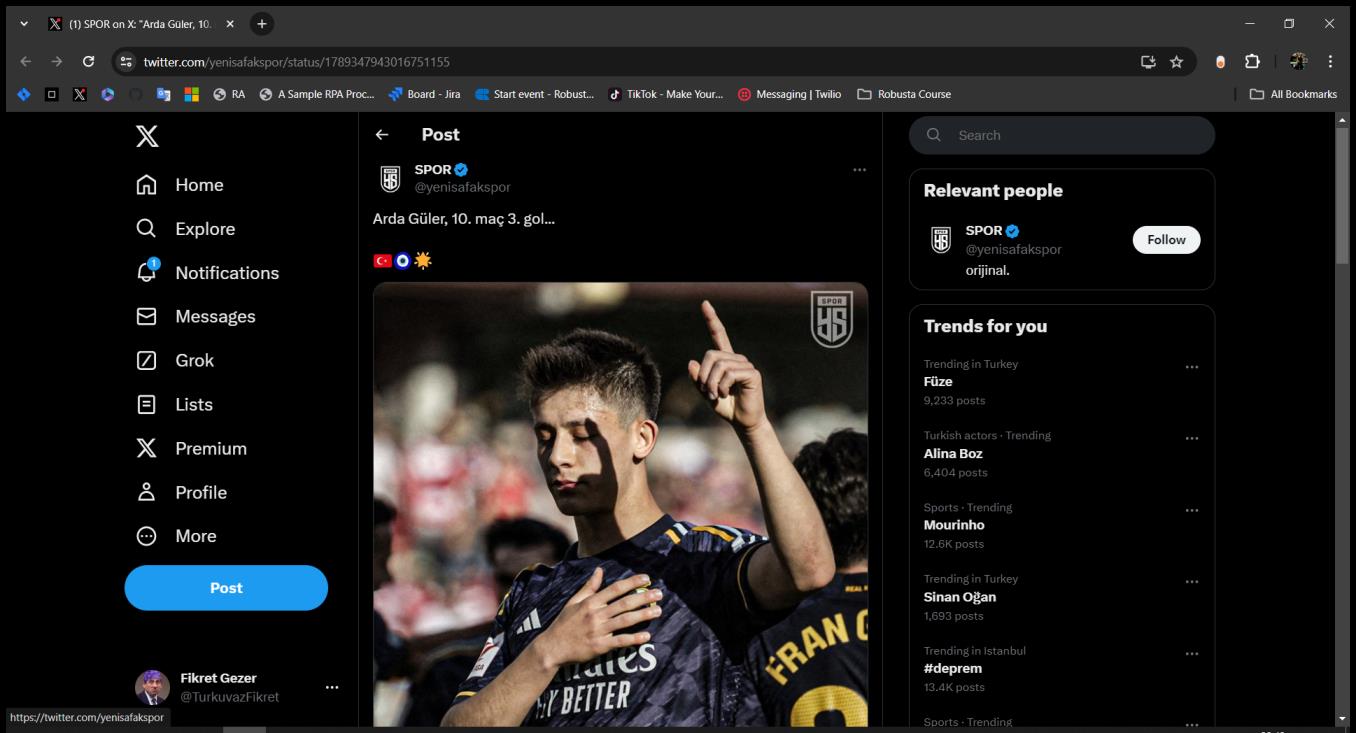 (1) SPOR on X: "Arda Güler, 10.
twitter.com/yenisafakspor/status/1789347943016751155
RA
A Sample RPA Proc...
Board - Jira
Start event - Robust...
TikTok - Make Your...
Messaging | Twilio
Robusta Course
All Bookmarks
Home
Explore
1
Notifications
Messages
Grok
Lists
Premium
Profile
More
Post
Fikret Gezer
@TurkuvazFikret
https://twitter.com/yenisafakspor
Post
SPOR
@yenisafakspor
Arda Güler, 10. maç 3. gol...
SPOR
YS
Emirates
FLY BETTER
REAL
FRAN G
Search
Relevant people
SPOR
@yenisafakspor
orijinal.
Follow
Trends for you
Trending in Turkey
Füze
9,233 posts
Turkish actors · Trending
Alina Boz
6,404 posts
Sports · Trending
Mourinho
12.6K posts
Trending in Turkey
Sinan Oğan
1,693 posts
Trending in Istanbul
#deprem
13.4K posts
Sports · Trending